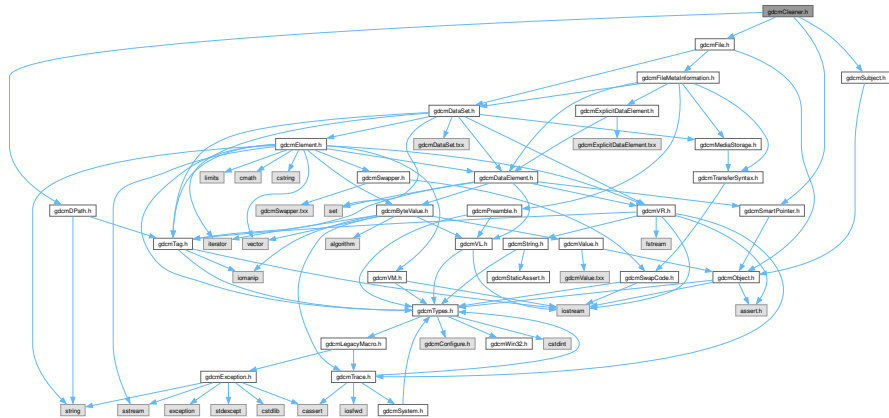 gdcmCleaner.h
gdcmFile.h
gdcmFileMetaInformation.h
gdcmSubject.h
gdcmDataSet.h
gdcmExplicitDataElement.h
gdcmElement.h
gdcmDataSet.txx
gdcmExplicitDataElement.txx
gdcmMediaStorage.h
limits
cmath
cstring
gdcmSwapper.h
gdcmDataElement.h
gdcmTransferSyntax.h
gdcmDPath.h
gdcmSwapper.txx
set
gdcmByteValue.h
gdcmPreamble.h
gdcmVR.h
gdcmSmartPointer.h
gdcmTag.h
iterator
vector
algorithm
gdcmVL.h
gdcmString.h
gdcmValue.h
fstream
iomanip
gdcmVM.h
gdcmStaticAssert.h
gdcmValue.txx
gdcmSwapCode.h
gdcmObject.h
gdcmTypes.h
iostream
assert.h
gdcmLegacyMacro.h
gdcmConfigure.h
gdcmWin32.h
cstdint
gdcmException.h
gdcmTrace.h
string
sstream
exception
stdexcept
cstdlib
cassert
iosfwd
gdcmSystem.h